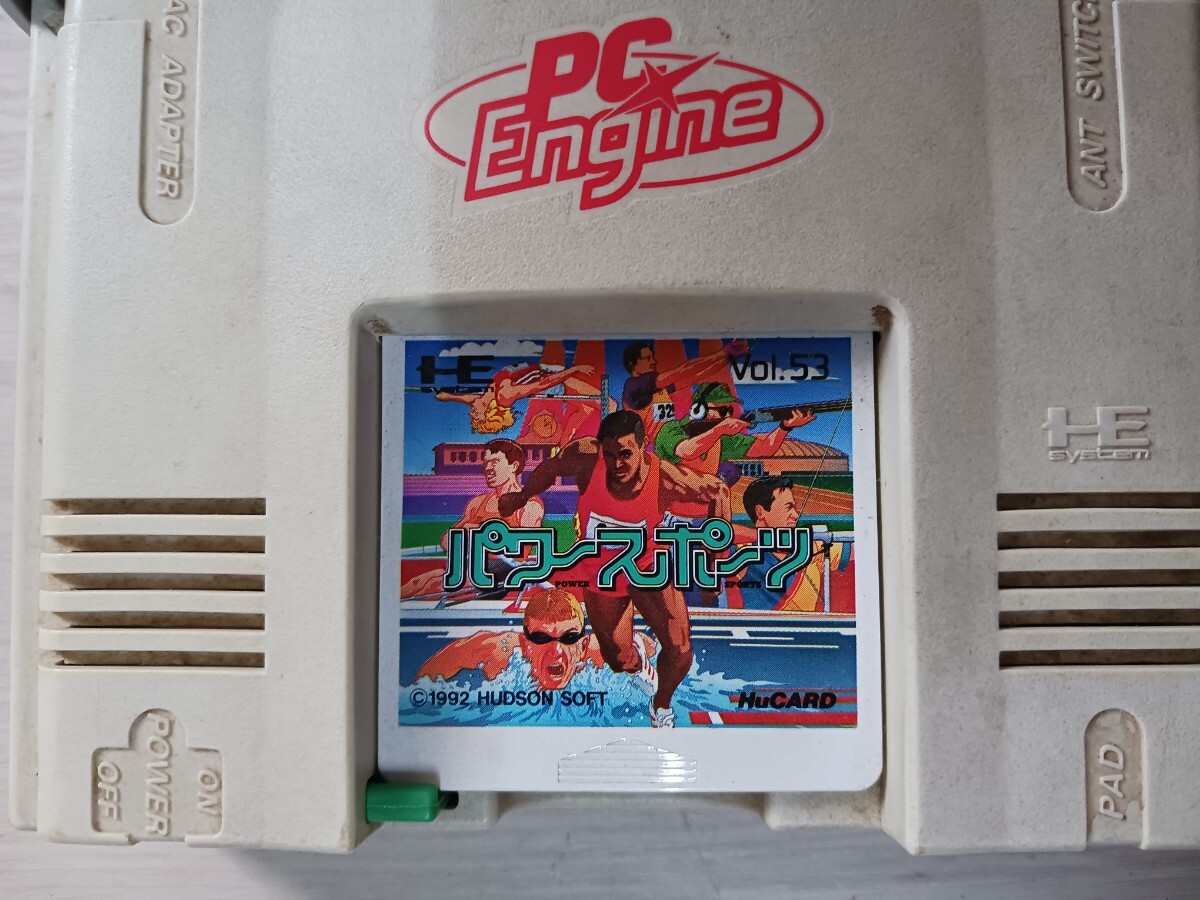 AC ADAPTER
PC
Engine
ANT SWITCH
HE
system
Vol.53
325
パワースポーツ
POWER SPORTS
©1992 HUDSON SOFT
HuCARD
HE
system
ON
POWER
OFF
PAD